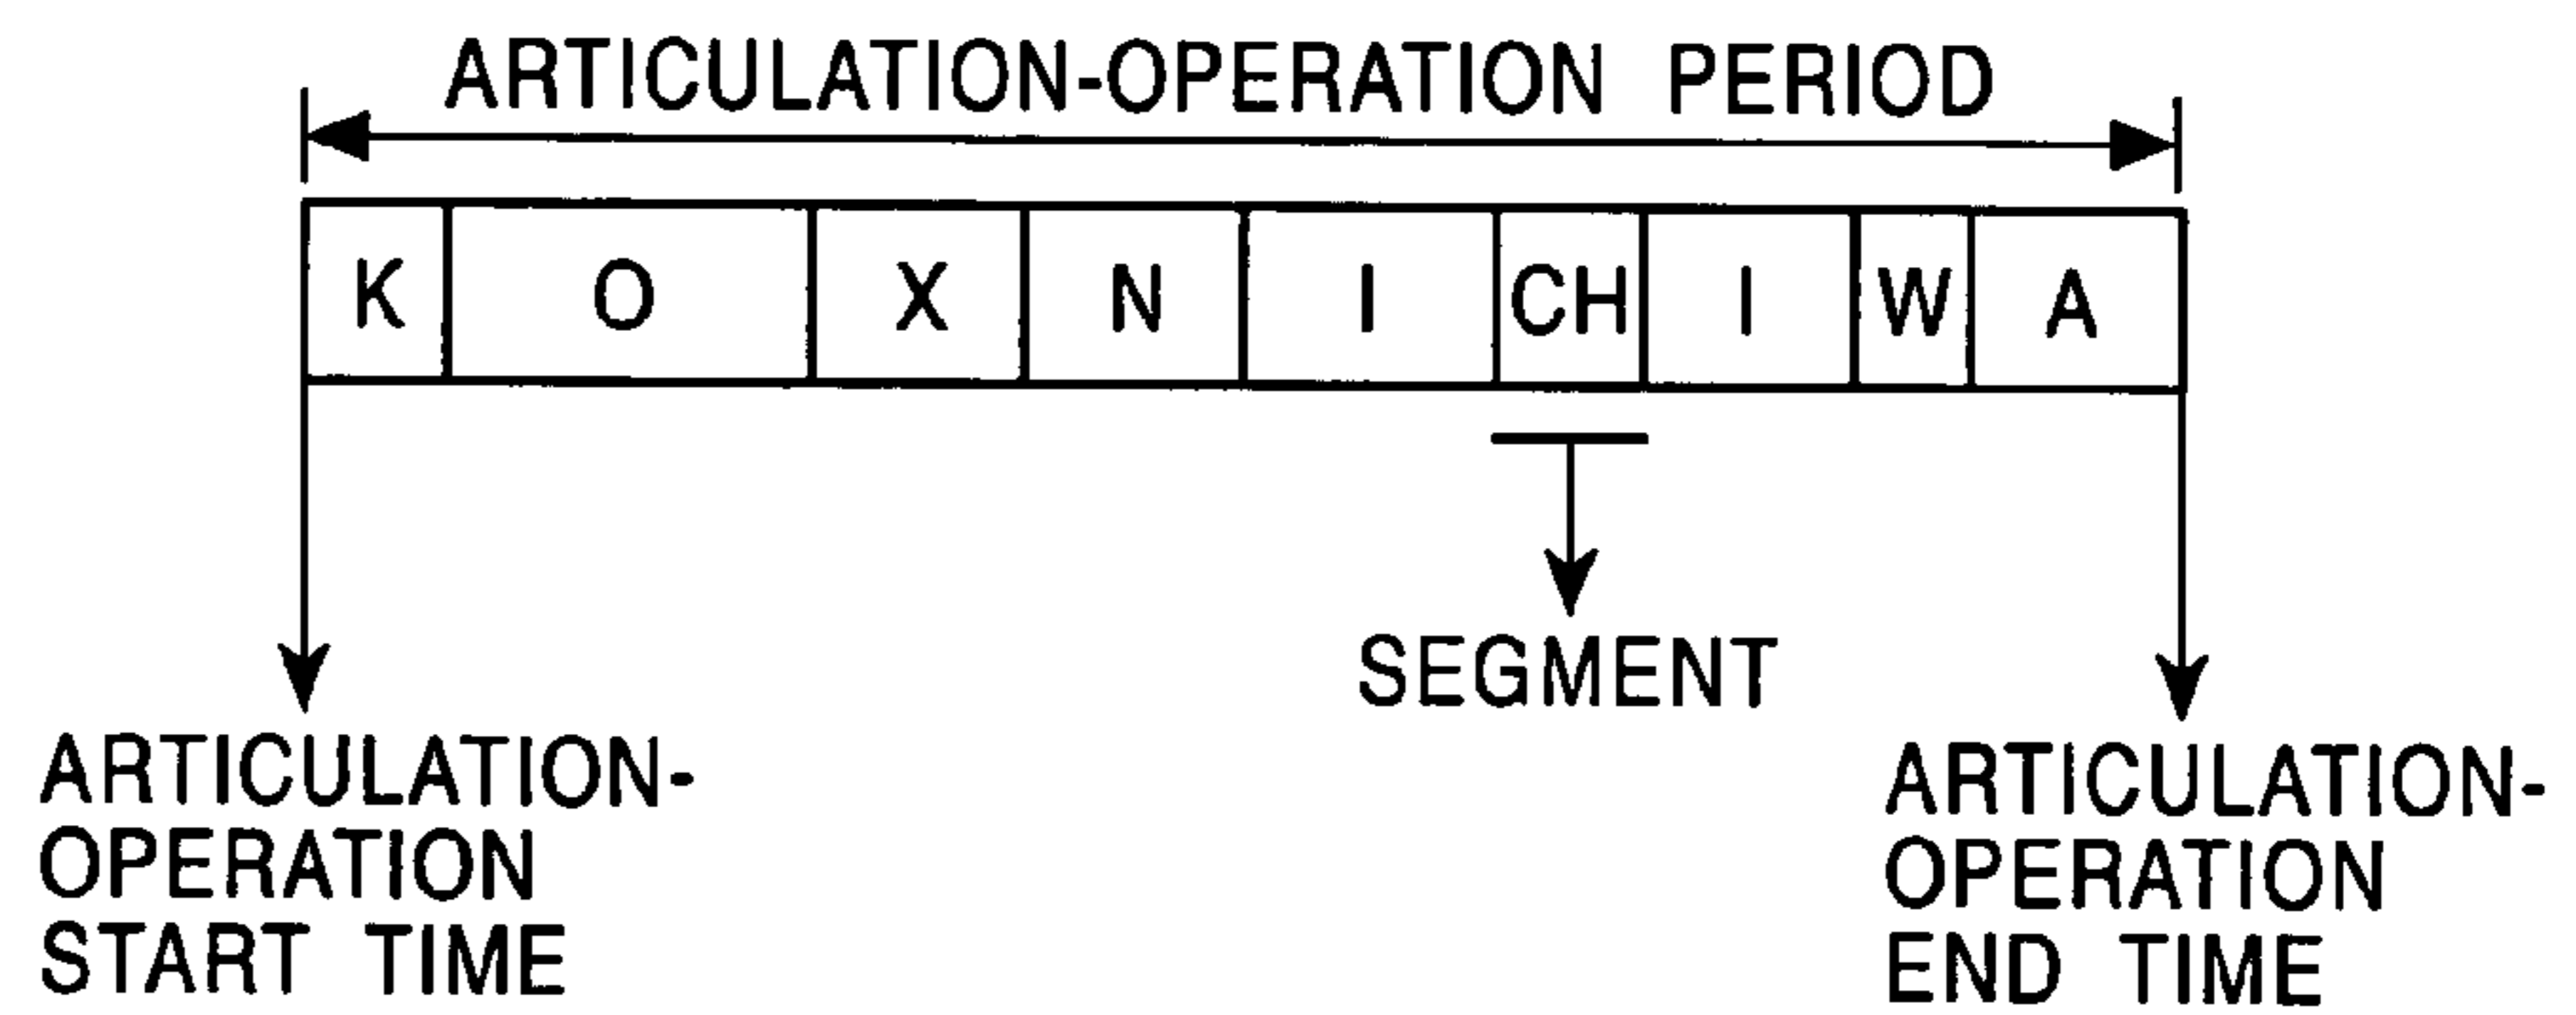 ARTICULATION-OPERATION PERIOD
K O X N I CH I W A
SEGMENT
ARTICULATION-
OPERATION
START TIME
ARTICULATION-
OPERATION
END TIME